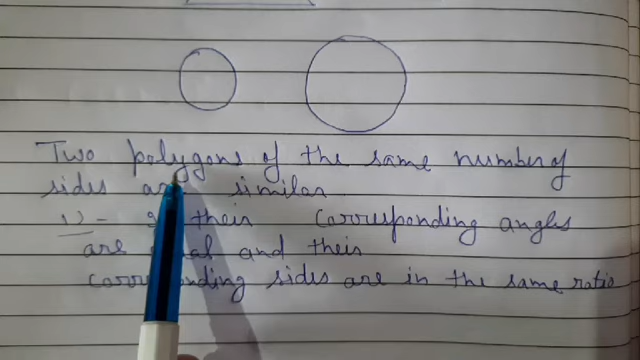 Two polygons of the same number of
sides are similar
1) - their corresponding angles
are equal and their
corresponding sides are in the same ratio